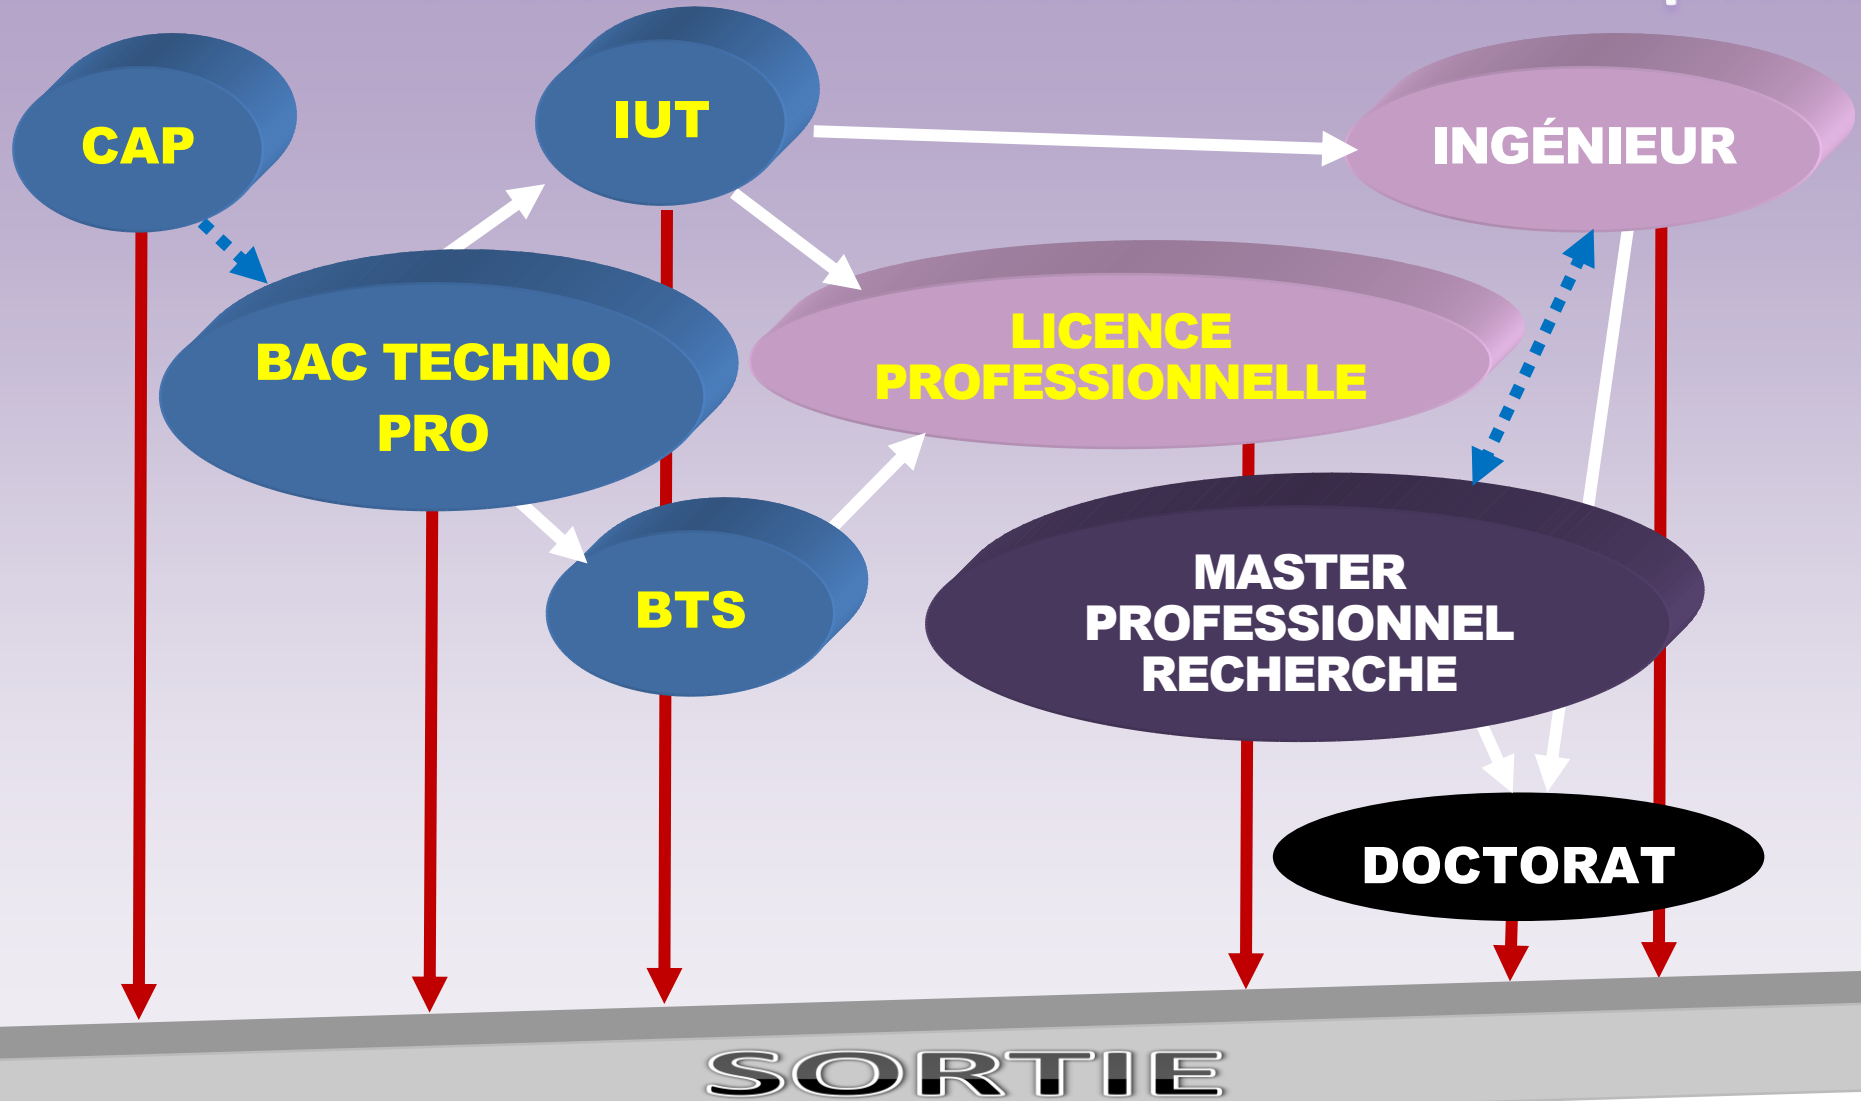 CAP
IUT
INGÉNIEUR
BAC TECHNO
PRO
LICENCE
PROFESSIONNELLE
BTS
MASTER
PROFESSIONNEL
RECHERCHE
DOCTORAT
SORTIE